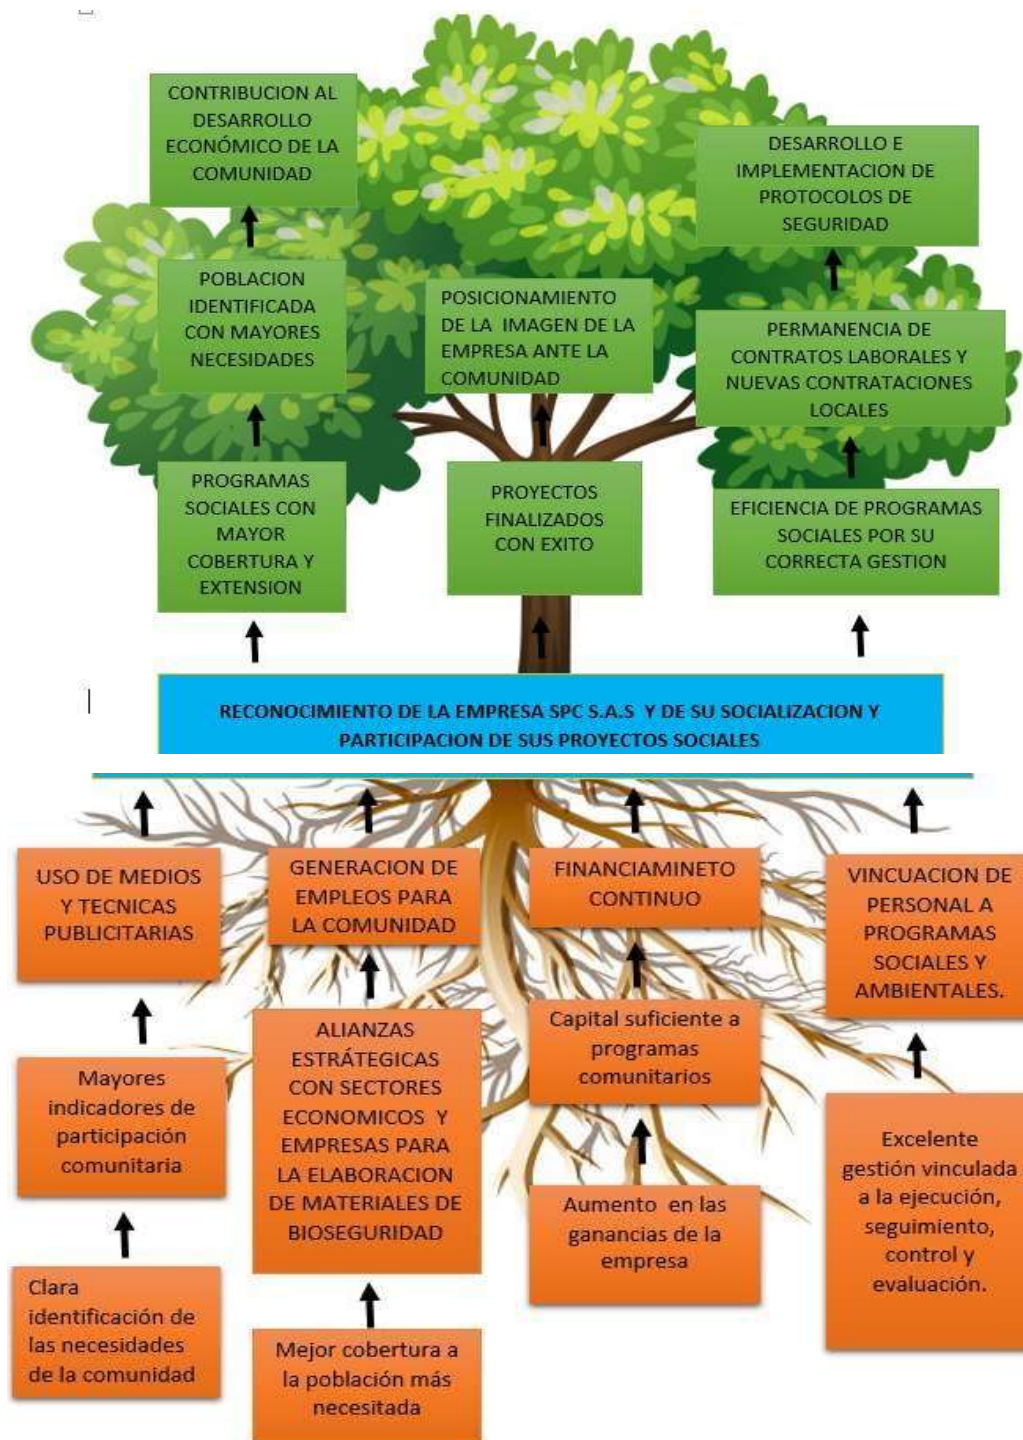 CONTRIBUCION AL
DESARROLLO
ECONÓMICO DE LA
COMUNIDAD
DESARROLLO E
IMPLEMENTACION DE
PROTOCOLOS DE
SEGURIDAD
POBLACION
IDENTIFICADA
CON MAYORES
NECESIDADES
POSICIONAMIENTO
DE LA IMAGEN DE LA
EMPRESA ANTE LA
COMUNIDAD
PERMANENCIA DE
CONTRATOS LABORALES Y
NUEVAS CONTRATACIONES
LOCALES
PROGRAMAS
SOCIALES CON
MAYOR
COBERTURA Y
EXTENSION
PROYECTOS
FINALIZADOS
CON EXITO
EFICIENCIA DE PROGRAMAS
SOCIALES POR SU
CORRECTA GESTION
RECONOCIMIENTO DE LA EMPRESA SPC S.A.S Y DE SU SOCIALIZACION Y
PARTICIPACION DE SUS PROYECTOS SOCIALES
USO DE MEDIOS
Y TECNICAS
PUBLICITARIAS
GENERACION DE
EMPLEOS PARA
LA COMUNIDAD
FINANCIAMINETO
CONTINUO
VINCUACION DE
PERSONAL A
PROGRAMAS
SOCIALES Y
AMBIENTALES.
Mayores
indicadores de
participación
comunitaria
ALIANZAS
ESTRÁTEGICAS
CON SECTORES
ECONOMICOS Y
EMPRESAS PARA
LA ELABORACION
DE MATERIALES DE
BIOSEGURIDAD
Capital suficiente a
programas
comunitarios
Excelente
gestión vinculada
a la ejecución,
seguimiento,
control y
evaluación.
Aumento en las
ganancias de la
empresa
Clara
identificación de
las necesidades
de la comunidad
Mejor cobertura a
la población más
necesitada